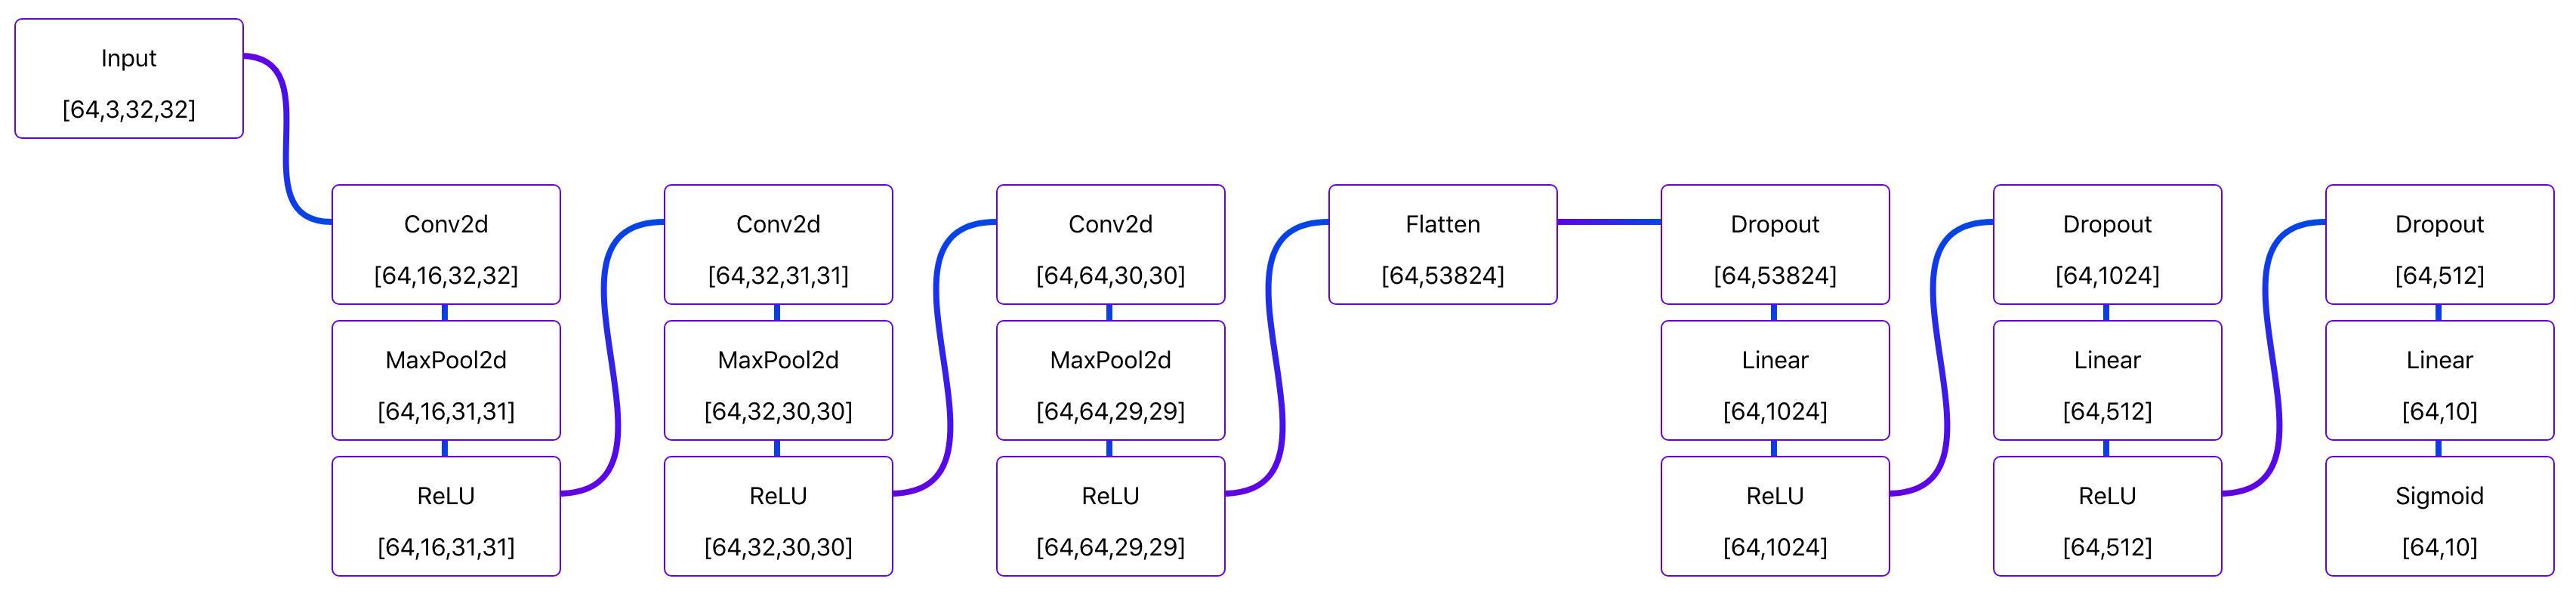 Input
[64,3,32,32]
Conv2d
[64,16,32,32]
MaxPool2d
[64,16,31,31]
ReLU
[64,16,31,31]
Conv2d
[64,32,31,31]
MaxPool2d
[64,32,30,30]
ReLU
[64,32,30,30]
Conv2d
[64,64,30,30]
MaxPool2d
[64,64,29,29]
ReLU
[64,64,29,29]
Flatten
[64,53824]
Dropout
[64,53824]
Linear
[64,1024]
ReLU
[64,1024]
Dropout
[64,1024]
Linear
[64,512]
ReLU
[64,512]
Dropout
[64,512]
Linear
[64,10]
Sigmoid
[64,10]